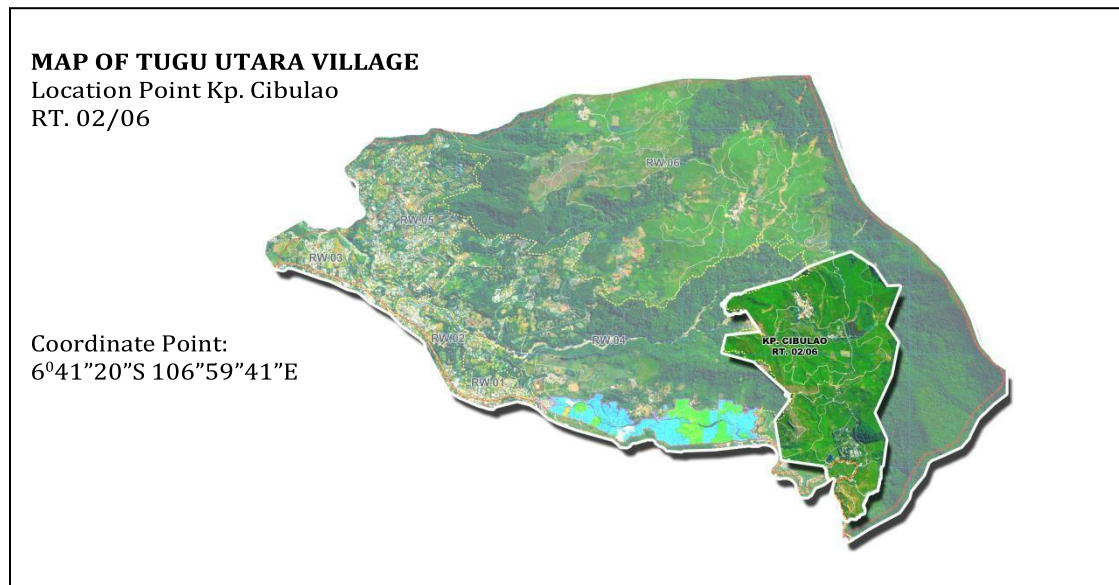 MAP OF TUGU UTARA VILLAGE
Location Point Kp. Cibulao
RT. 02/06
RW.06
RW.05
RW.03
Coordinate Point:
6⁰41”20”S 106”59”41”E
RW.02
RW.04
KP. CIBULAO
RT. 02/06
RW.01